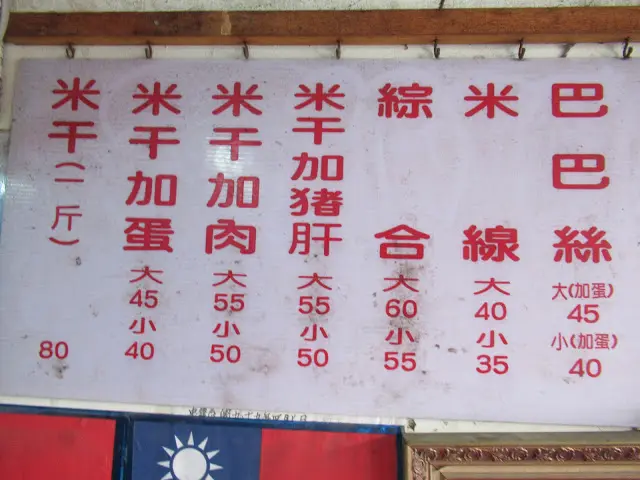 巴巴絲
大(加蛋)
45
小(加蛋)
40
米線
大
40
小
35
綜合
大
60
小
55
米干加豬肝
大
55
小
50
米干加肉
大
55
小
50
米干加蛋
大
45
小
40
米干(一斤)
80